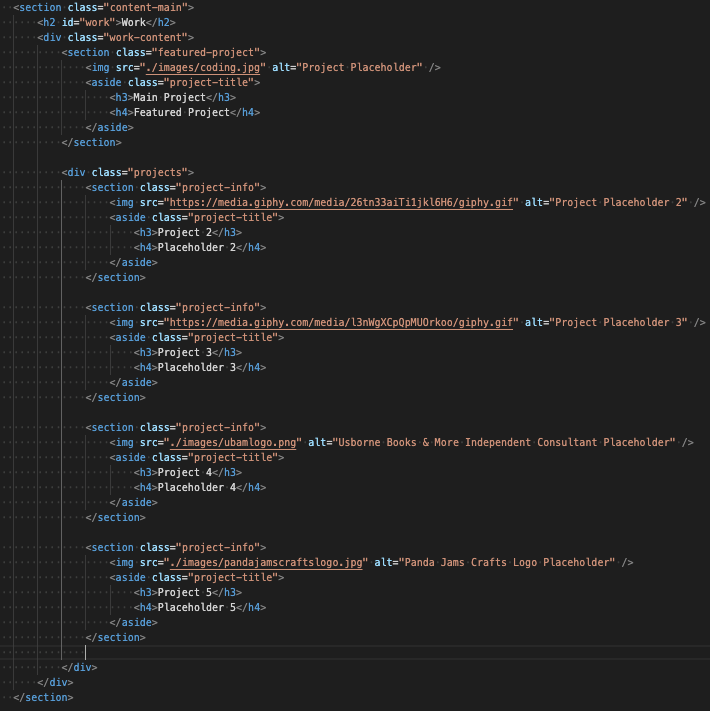 <section class="content-main">
<h2 id="work">Work</h2>
<div class="work-content">
<section class="featured-project">
<img src="./images/coding.jpg" alt="Project Placeholder" />
<aside class="project-title">
<h3>Main Project</h3>
<h4>Featured Project</h4>
</aside>
</section>
<div class="projects">
<section class="project-info">
<img src="https://media.giphy.com/media/26tn33aiTi1jkl6H6/giphy.gif" alt="Project Placeholder 2" />
<aside class="project-title">
<h3>Project 2</h3>
<h4>Placeholder 2</h4>
</aside>
</section>
<section class="project-info">
<img src="https://media.giphy.com/media/l3nWgXCpQpMUOrkoo/giphy.gif" alt="Project Placeholder 3" />
<aside class="project-title">
<h3>Project 3</h3>
<h4>Placeholder 3</h4>
</aside>
</section>
<section class="project-info">
<img src="./images/ubamlogo.png" alt="Usborne Books & More Independent Consultant Placeholder" />
<aside class="project-title">
<h3>Project 4</h3>
<h4>Placeholder 4</h4>
</aside>
</section>
<section class="project-info">
<img src="./images/pandajamscraftslogo.jpg" alt="Panda Jams Crafts Logo Placeholder" />
<aside class="project-title">
<h3>Project 5</h3>
<h4>Placeholder 5</h4>
</aside>
</section>
</div>
</div>
</section>